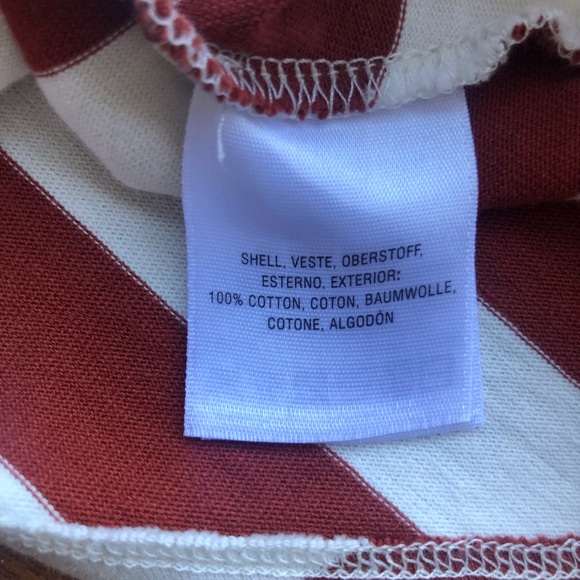 SHELL, VESTE, OBERSTOFF,
ESTERNO, EXTERIOR:
100% COTTON, COTON, BAUMWOLLE,
COTONE, ALGODÓN